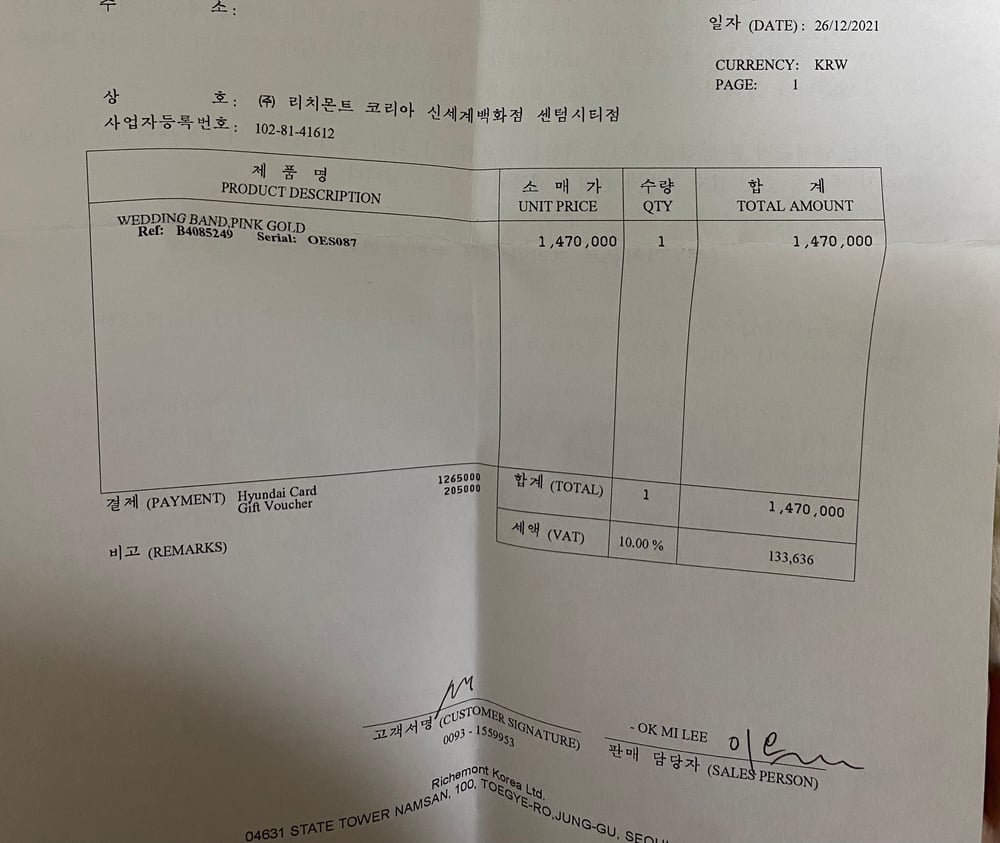 주 소:
일자 (DATE): 26/12/2021
CURRENCY: KRW
PAGE: 1
상 호: ㈜ 리치몬트 코리아 신세계백화점 센텀시티점
사업자등록번호: 102-81-41612
제 품 명 소 매 가 수량 합 계
PRODUCT DESCRIPTION UNIT PRICE QTY TOTAL AMOUNT
WEDDING BAND,PINK GOLD 1,470,000 1 1,470,000
Ref: B4085249 Serial: OES087
결제 (PAYMENT) Hyundai Card 1265000
Gift Voucher 205000
합계 (TOTAL) 1 1,470,000
세액 (VAT) 10.00 % 133,636
비고 (REMARKS)
고객서명 (CUSTOMER SIGNATURE)
0093 - 1559953
- OK MI LEE
판매 담당자 (SALES PERSON)
Richemont Korea Ltd.
04631 STATE TOWER NAMSAN, 100, TOEGYE-RO,JUNG-GU,